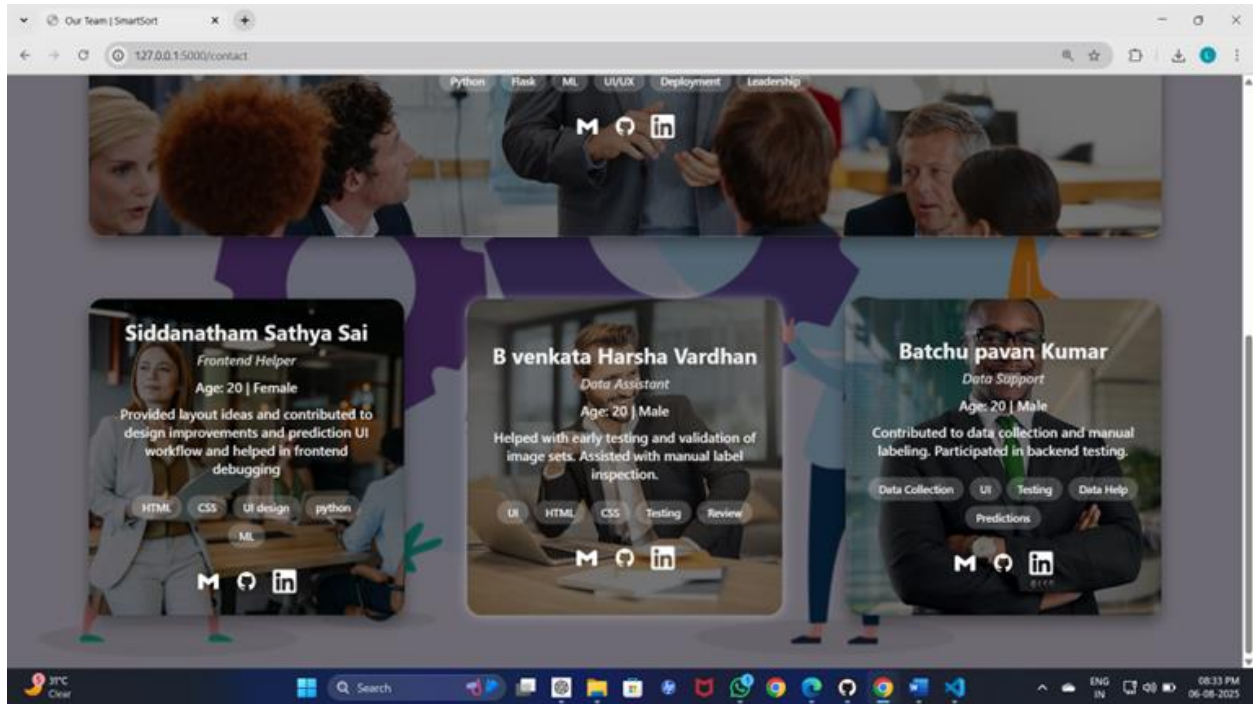 Our Team | SmartSort
127.0.0.1:5000/contact
Python Flask ML UI/UX Deployment Leadership
Siddanatham Sathya Sai
Frontend Helper
Age: 20 | Female
Provided layout ideas and contributed to
design improvements and prediction UI
workflow and helped in frontend
debugging
HTML CSS UI design python
ML
B venkata Harsha Vardhan
Data Assistant
Age: 20 | Male
Helped with early testing and validation of
image sets. Assisted with manual label
inspection.
UI HTML CSS Testing Review
Batchu pavan Kumar
Data Support
Age: 20 | Male
Contributed to data collection and manual
labeling. Participated in backend testing.
Data Collection UI Testing Data Help
Predictions
31°C
Clear
Search
ENG
IN
08:33 PM
06-08-2025